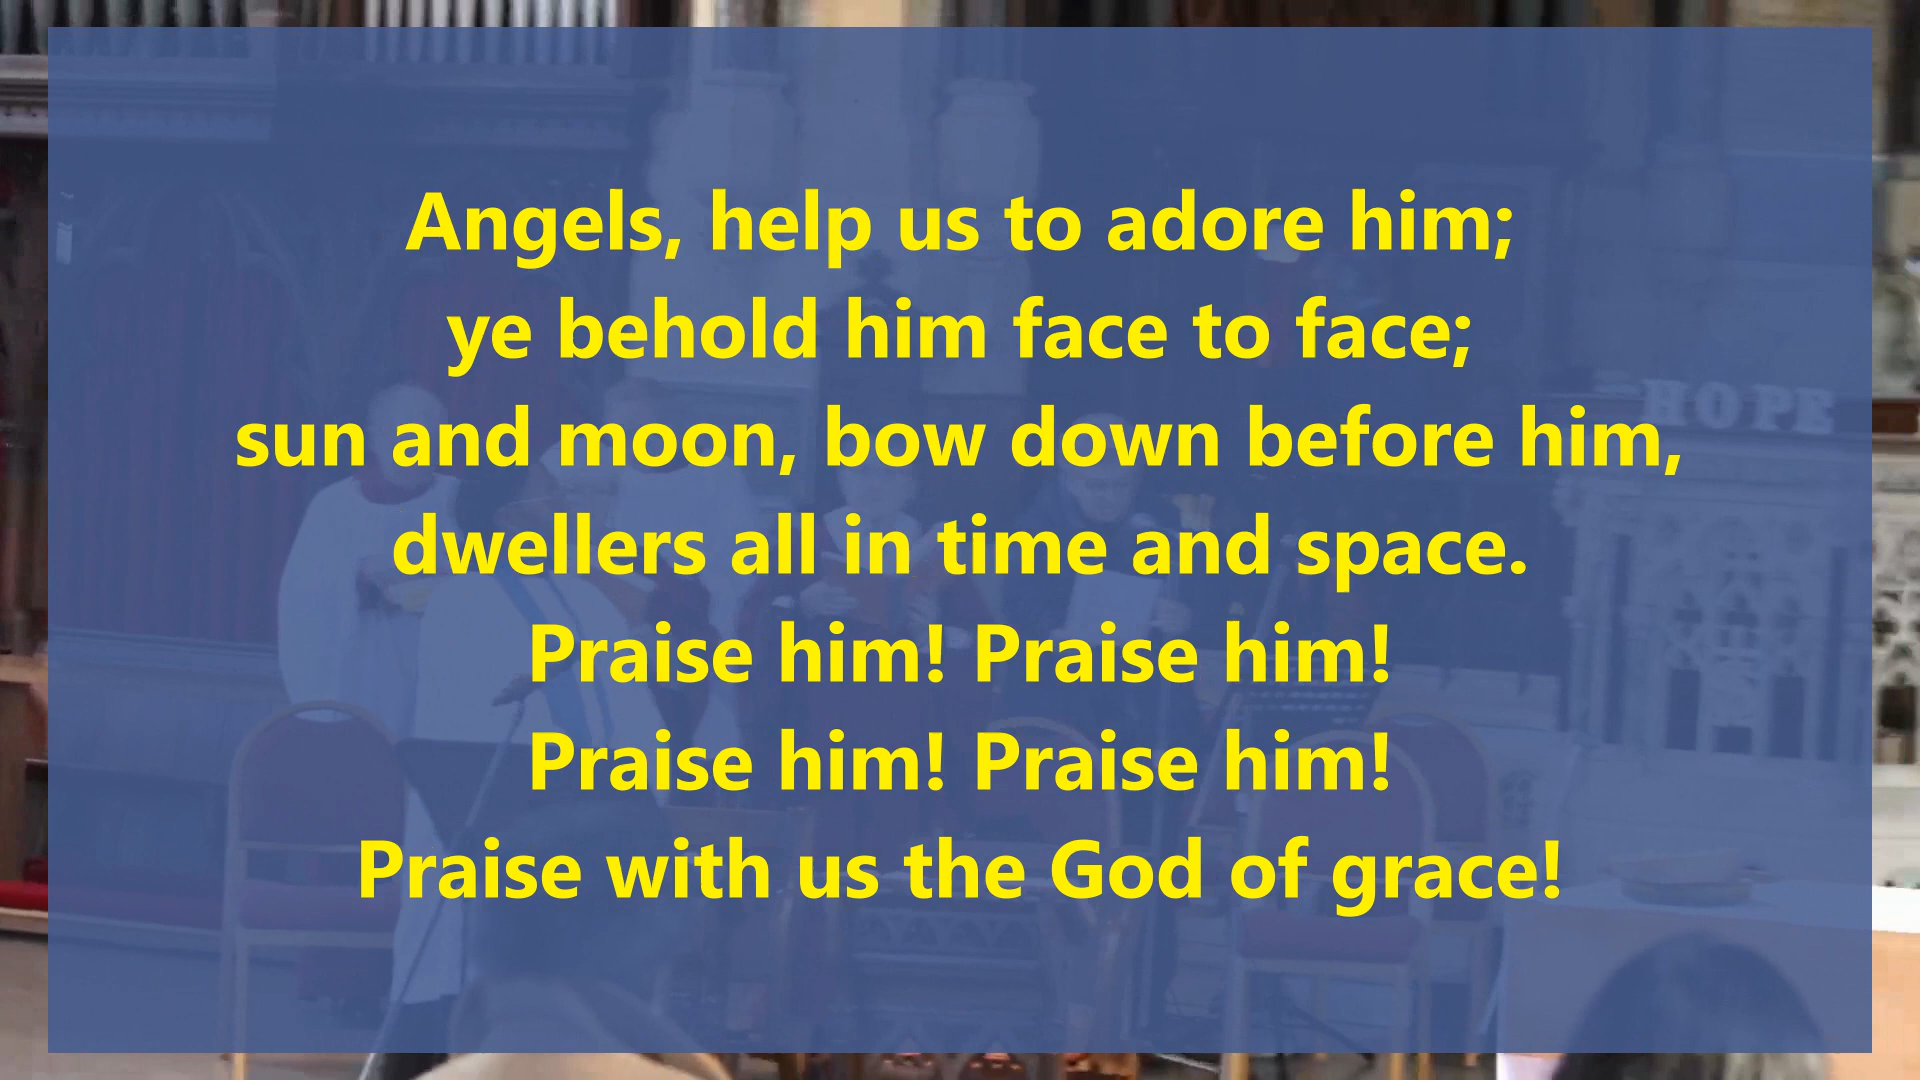 Angels, help us to adore him;
ye behold him face to face;
sun and moon, bow down before him,
dwellers all in time and space.
Praise him! Praise him!
Praise him! Praise him!
Praise with us the God of grace!
HOPE